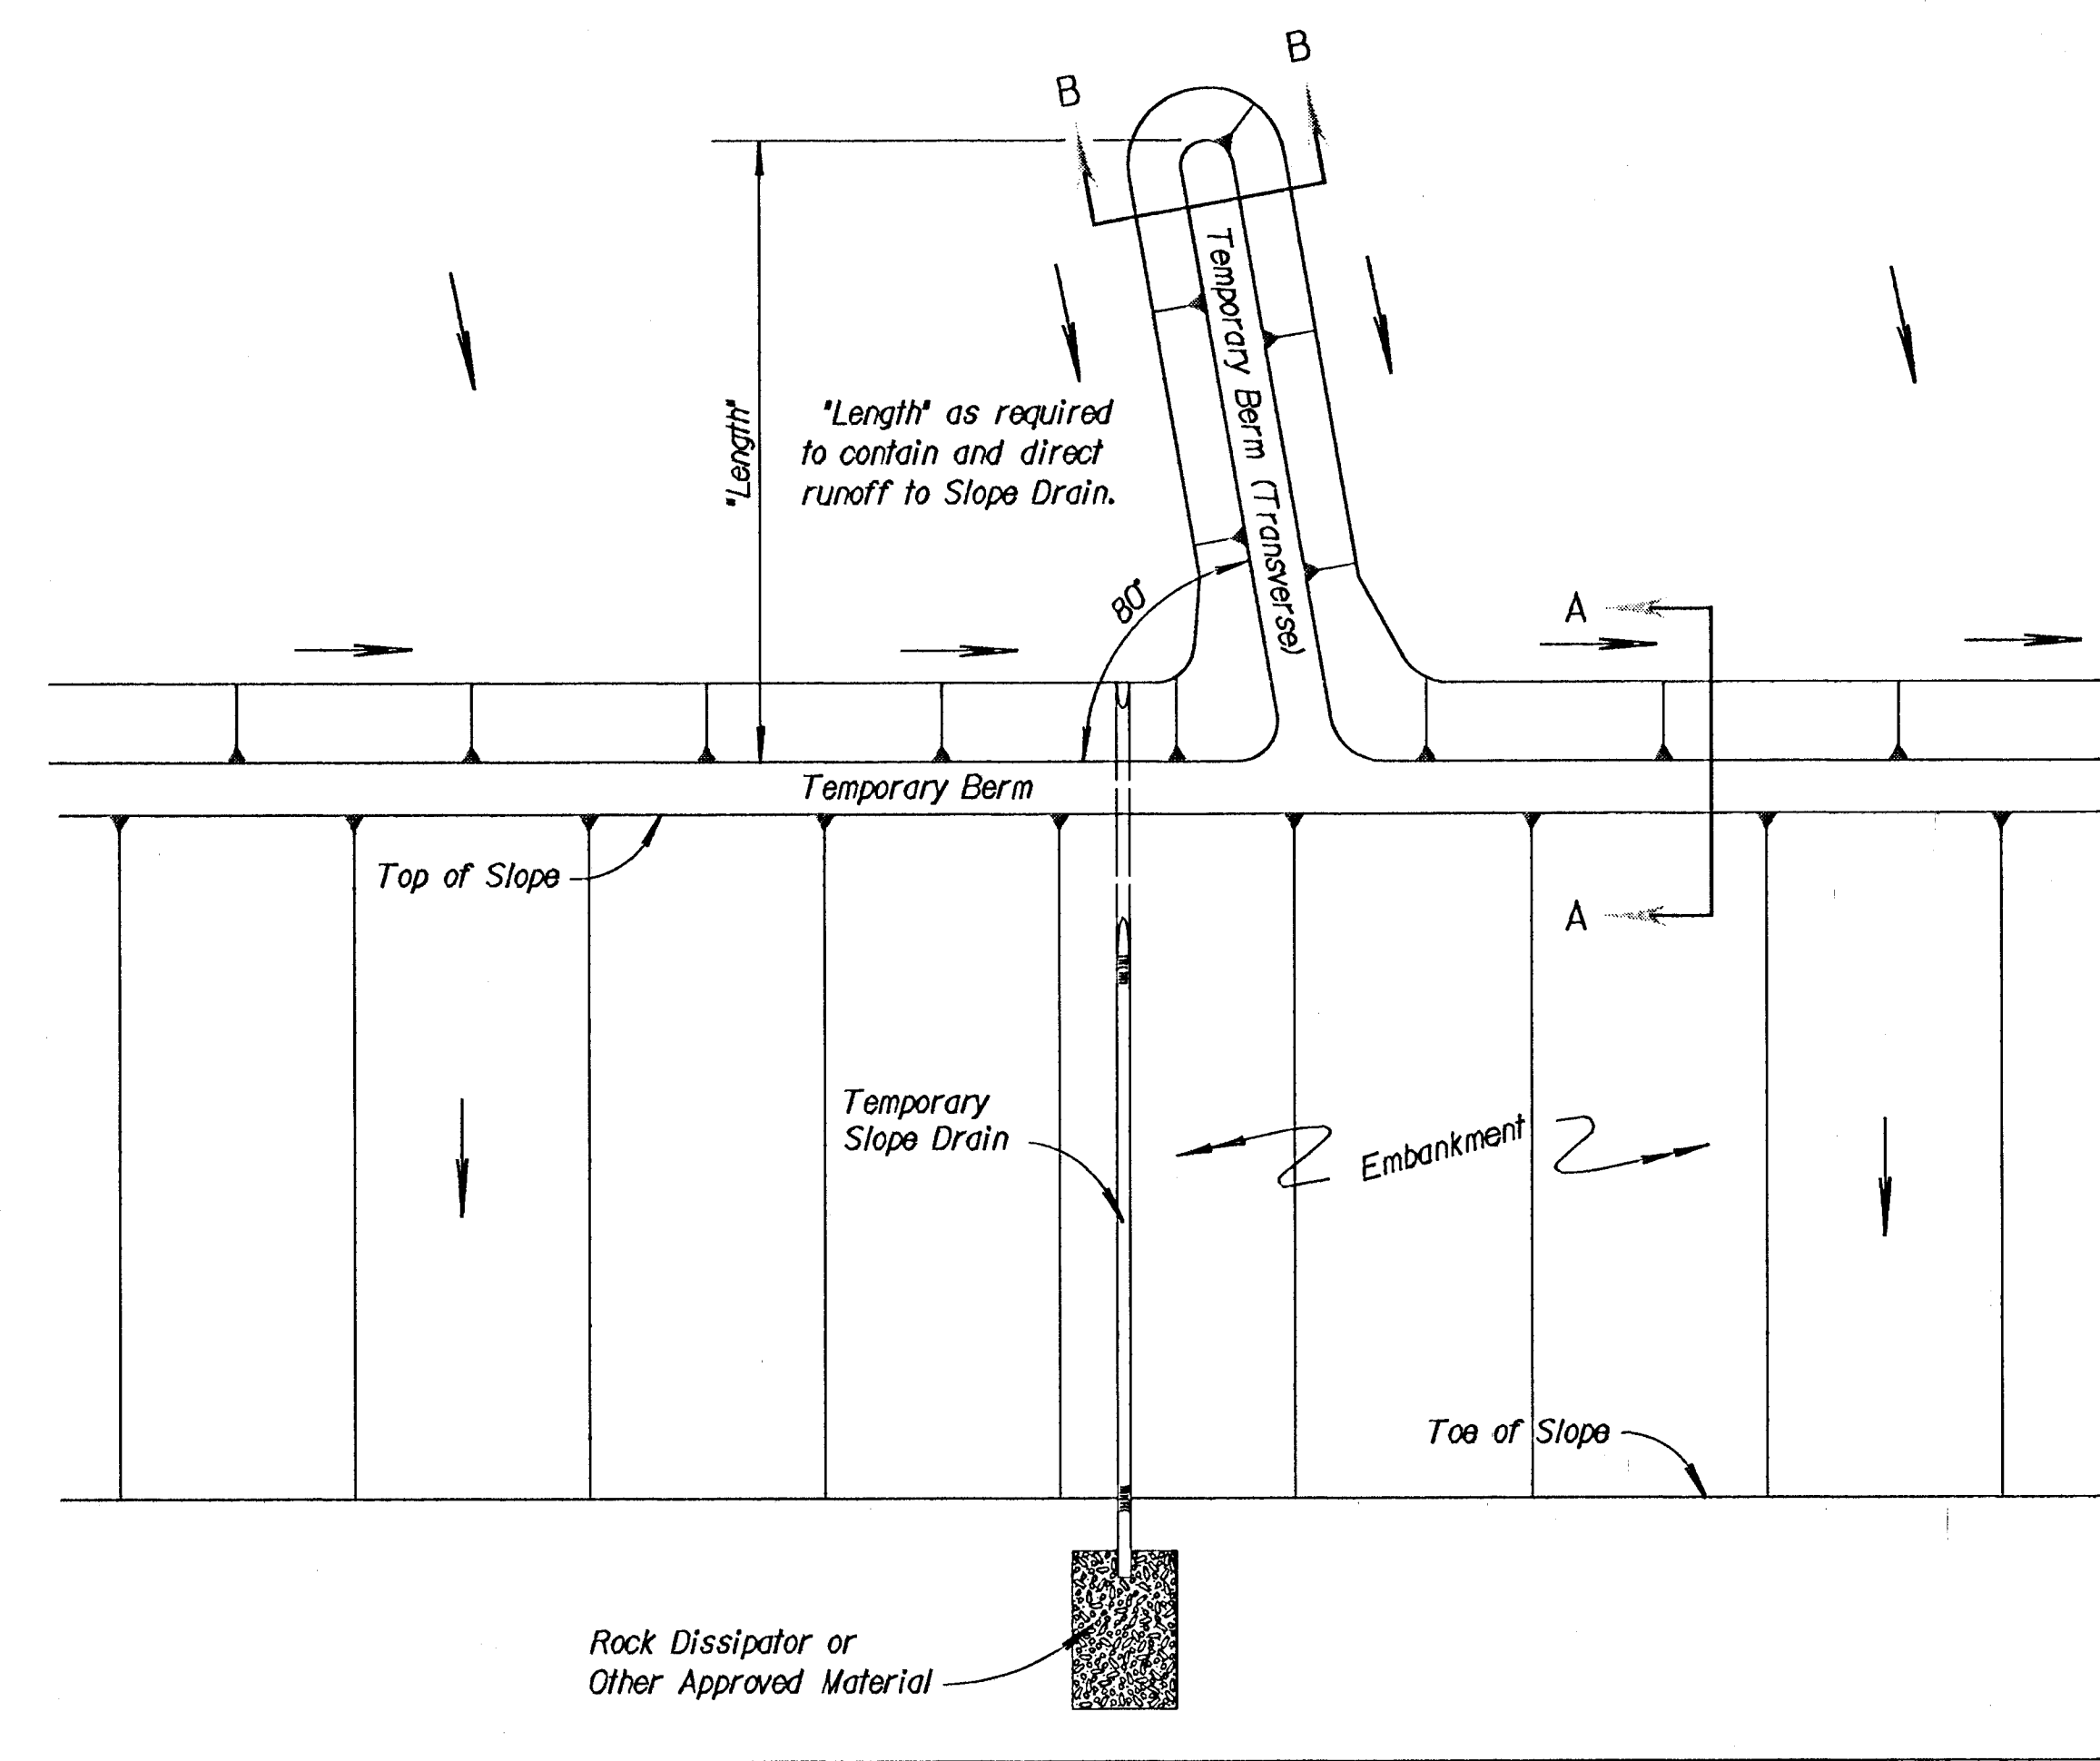 B
B
"Length"
"Length" as required
to contain and direct
runoff to Slope Drain.
Temporary Berm (Transverse)
80°
A
Temporary Berm
Top of Slope
A
Temporary
Slope Drain
Embankment
Toe of Slope
Rock Dissipator or
Other Approved Material